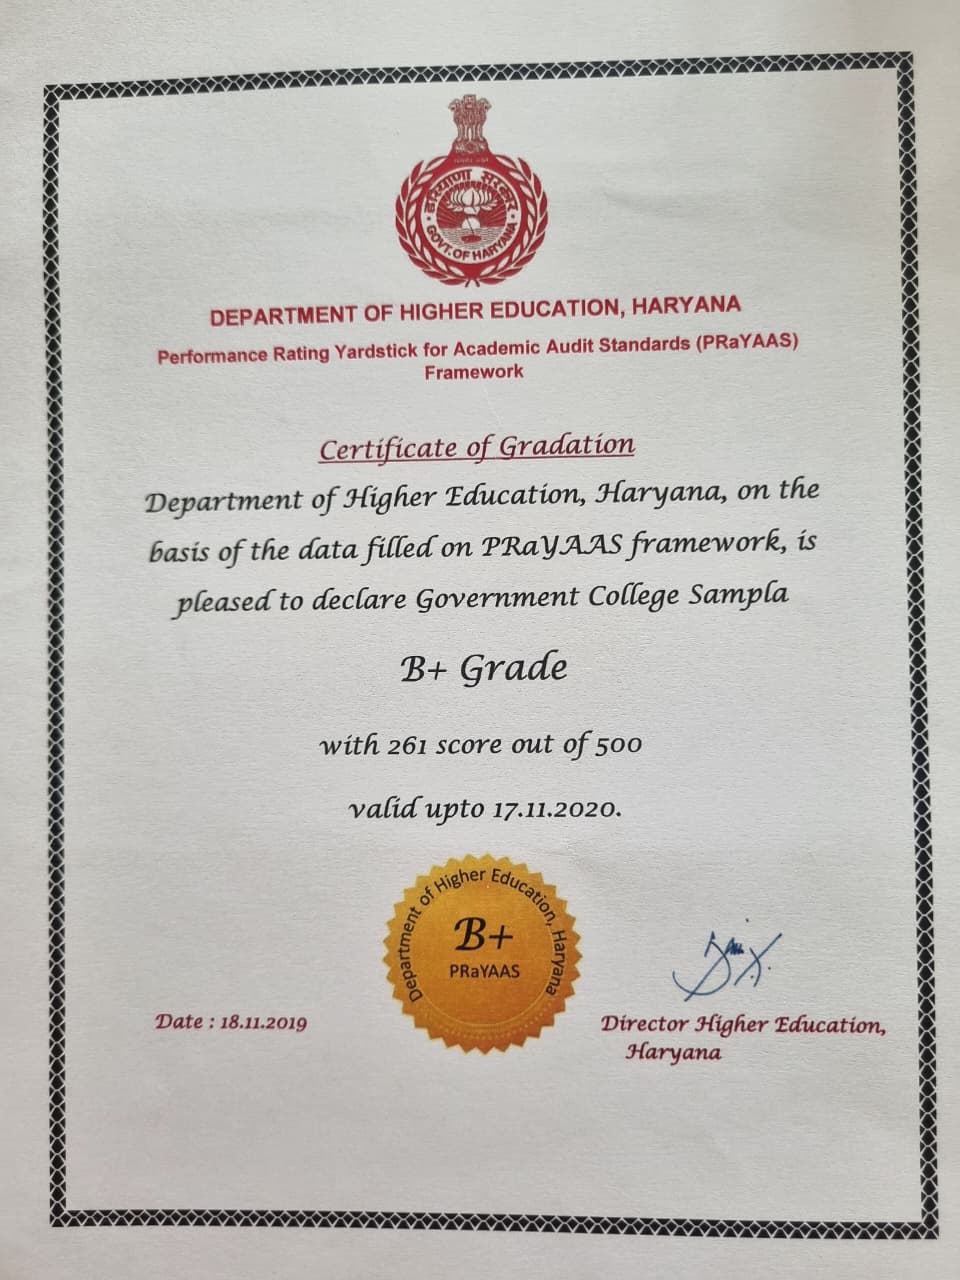 हरियाणा सरकार
GOVT. OF HARYANA
DEPARTMENT OF HIGHER EDUCATION, HARYANA
Performance Rating Yardstick for Academic Audit Standards (PRaYAAS)
Framework
Certificate of Gradation
Department of Higher Education, Haryana, on the
basis of the data filled on PRaYAAS framework, is
pleased to declare Government College Sampla
B+ Grade
with 261 score out of 500
valid upto 17.11.2020.
Department of Higher Education, Haryana
B+
PRaYAAS
Date : 18.11.2019
Director Higher Education,
Haryana